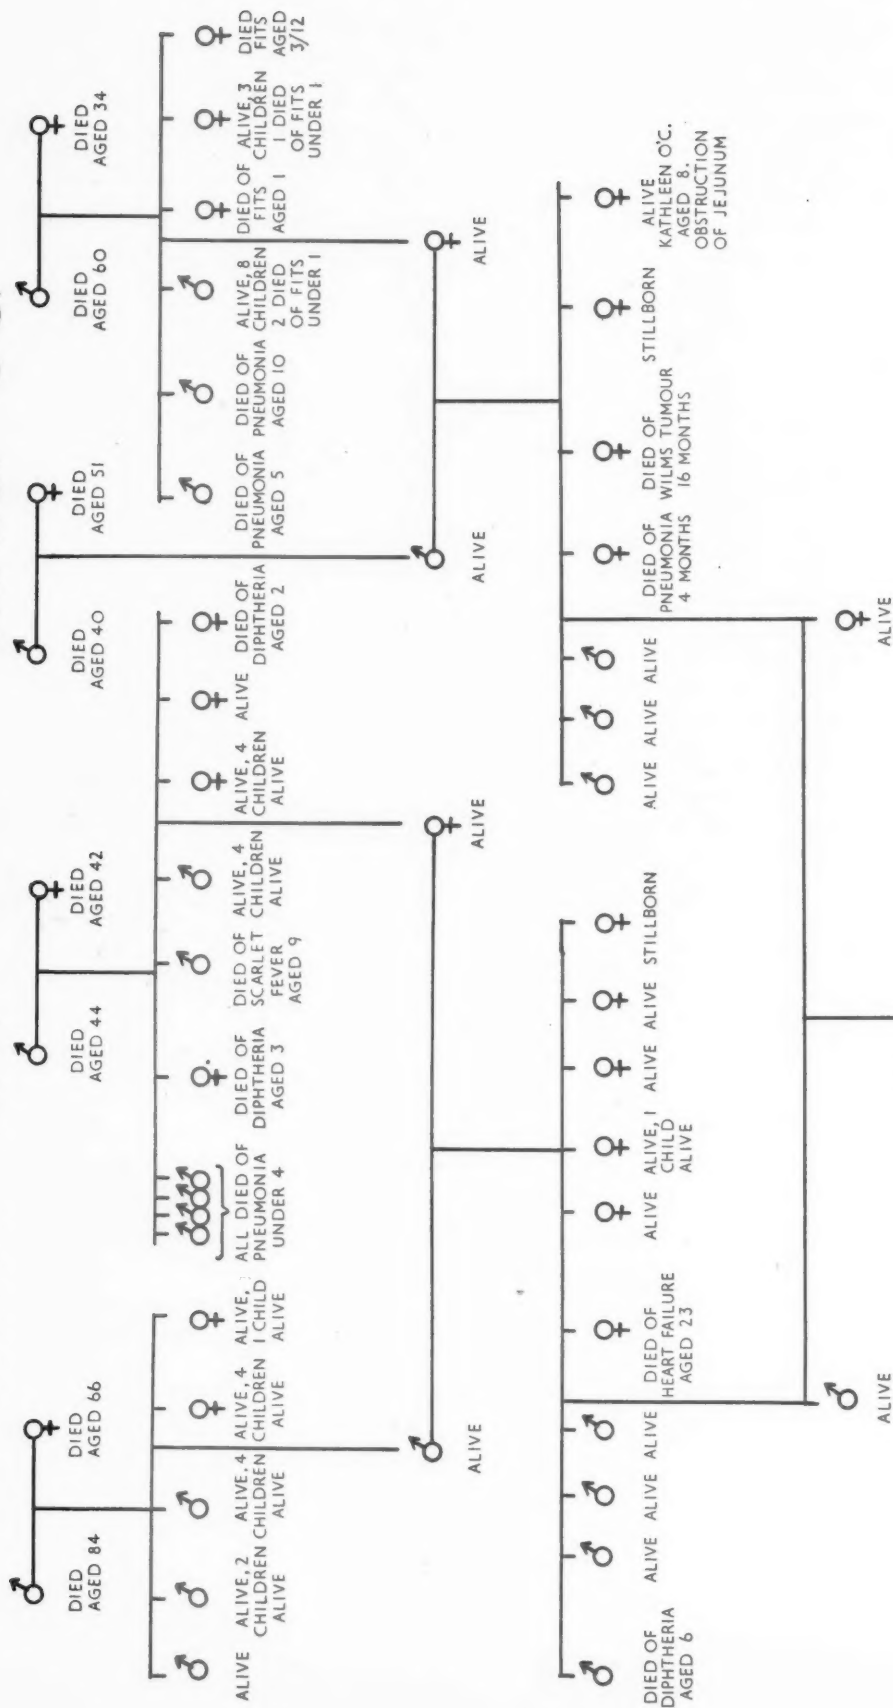 DIED
AGED 84
DIED
AGED 66
DIED
AGED 44
DIED
AGED 42
DIED
AGED 40
DIED
AGED 51
DIED
AGED 60
DIED
AGED 34
ALIVE
ALIVE, 2
CHILDREN
ALIVE
ALIVE, 4
CHILDREN
ALIVE
ALIVE, 4
CHILDREN
ALIVE
ALIVE,
1 CHILD
ALIVE
ALL DIED OF
PNEUMONIA
UNDER 4
DIED OF
DIPHTHERIA
AGED 3
DIED OF
SCARLET
FEVER
AGED 9
ALIVE, 4
CHILDREN
ALIVE
ALIVE, 4
CHILDREN
ALIVE
ALIVE
DIED OF
DIPHTHERIA
AGED 2
DIED OF
PNEUMONIA
AGED 5
DIED OF
PNEUMONIA
AGED 10
ALIVE, 8
CHILDREN
2 DIED
OF FITS
UNDER 1
DIED OF
FITS
AGED 1
ALIVE, 3
CHILDREN
1 DIED
OF FITS
UNDER 1
DIED
FITS
AGED
3/12
ALIVE
ALIVE
ALIVE
ALIVE
DIED OF
DIPHTHERIA
AGED 6
ALIVE
ALIVE
ALIVE
DIED OF
HEART FAILURE
AGED 23
ALIVE
ALIVE, 1
CHILD
ALIVE
ALIVE
ALIVE
STILLBORN
ALIVE
ALIVE
ALIVE
DIED OF
PNEUMONIA
4 MONTHS
DIED OF
WILMS TUMOUR
16 MONTHS
STILLBORN
ALIVE
KATHLEEN O'C.
AGED 8.
OBSTRUCTION
OF JEJUNUM
ALIVE
ALIVE